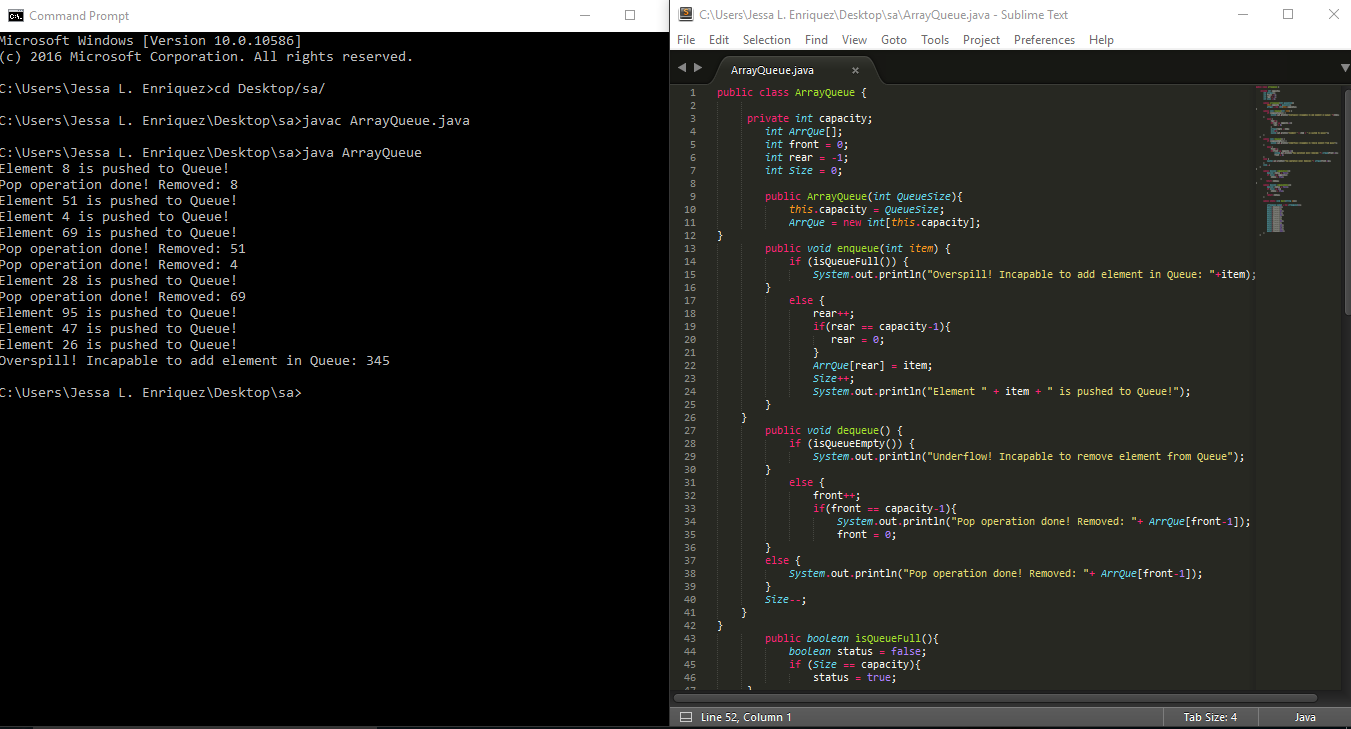 Command Prompt
Microsoft Windows [Version 10.0.10586]
(c) 2016 Microsoft Corporation. All rights reserved.
C:\Users\Jessa L. Enriquez>cd Desktop/sa/
C:\Users\Jessa L. Enriquez\Desktop\sa>javac ArrayQueue.java
C:\Users\Jessa L. Enriquez\Desktop\sa>java ArrayQueue
Element 8 is pushed to Queue!
Pop operation done! Removed: 8
Element 51 is pushed to Queue!
Element 4 is pushed to Queue!
Element 69 is pushed to Queue!
Pop operation done! Removed: 51
Pop operation done! Removed: 4
Element 28 is pushed to Queue!
Pop operation done! Removed: 69
Element 95 is pushed to Queue!
Element 47 is pushed to Queue!
Element 26 is pushed to Queue!
Overspill! Incapable to add element in Queue: 345
C:\Users\Jessa L. Enriquez\Desktop\sa>
C:\Users\Jessa L. Enriquez\Desktop\sa\ArrayQueue.java - Sublime Text
File Edit Selection Find View Goto Tools Project Preferences Help
ArrayQueue.java
1 public class ArrayQueue {
2
3 private int capacity;
4 int ArrQue[];
5 int front = 0;
6 int rear = -1;
7 int Size = 0;
8
9 public ArrayQueue(int QueueSize){
10 this.capacity = QueueSize;
11 ArrQue = new int[this.capacity];
12 }
13 public void enqueue(int item) {
14 if (isQueueFull()) {
15 System.out.println("Overspill! Incapable to add element in Queue: "+item);
16 }
17 else {
18 rear++;
19 if(rear == capacity-1){
20 rear = 0;
21 }
22 ArrQue[rear] = item;
23 Size++;
24 System.out.println("Element " + item + " is pushed to Queue!");
25 }
26 }
27 public void dequeue() {
28 if (isQueueEmpty()) {
29 System.out.println("Underflow! Incapable to remove element from Queue");
30 }
31 else {
32 front++;
33 if(front == capacity-1){
34 System.out.println("Pop operation done! Removed: "+ ArrQue[front-1]);
35 front = 0;
36 }
37 else {
38 System.out.println("Pop operation done! Removed: "+ ArrQue[front-1]);
39 }
40 Size--;
41 }
42 }
43 public boolean isQueueFull(){
44 boolean status = false;
45 if (Size == capacity){
46 status = true;
47 }
Line 52, Column 1 Tab Size: 4 Java